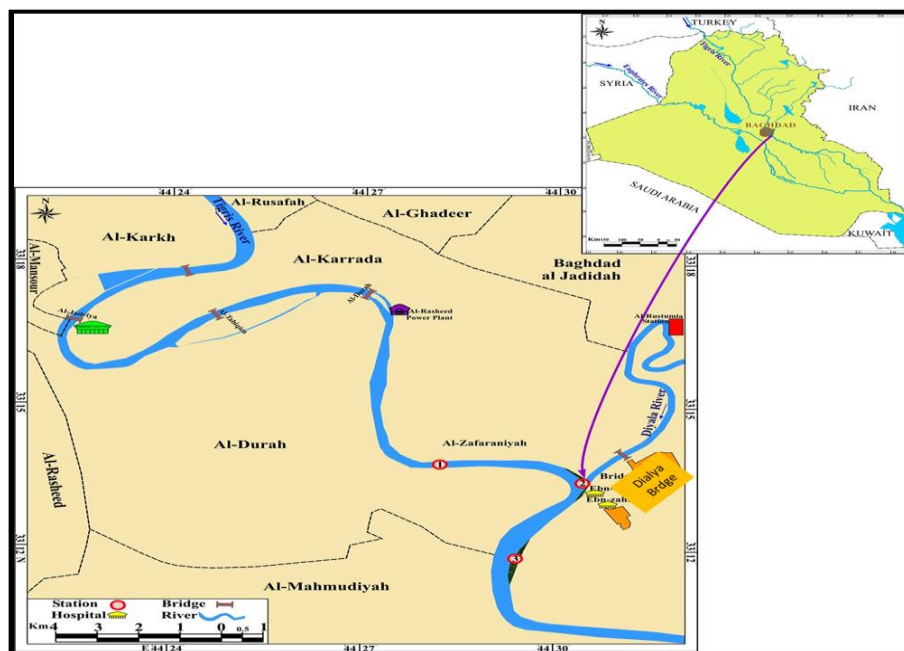 TURKEY
Tigris River
SYRIA
Euphrates River
IRAN
BAGHDAD
SAUDI ARABIA
KUWAIT
Km
44|24
44|27
44|30
N
Al-Rusafah
Al-Ghadeer
Tigris River
Al-Karkh
Al-Mansour
33|18
33|18
Al-Karrada
Baghdad
al Jadidah
Al-Jadriya
Al-Rasheed
Power Plant
Al-Rustumia
Station
33|15
33|15
Diyala River
Al-Durah
Al-Zafaraniyah
1
Al-Rasheed
2
Dialya
Brdge
3
33|12 N
33|12
Al-Mahmudiyah
Station
Bridge
Hospital
River
Km 4 3 2 1 0 0.5 1
E 44|24
44|27
44|30